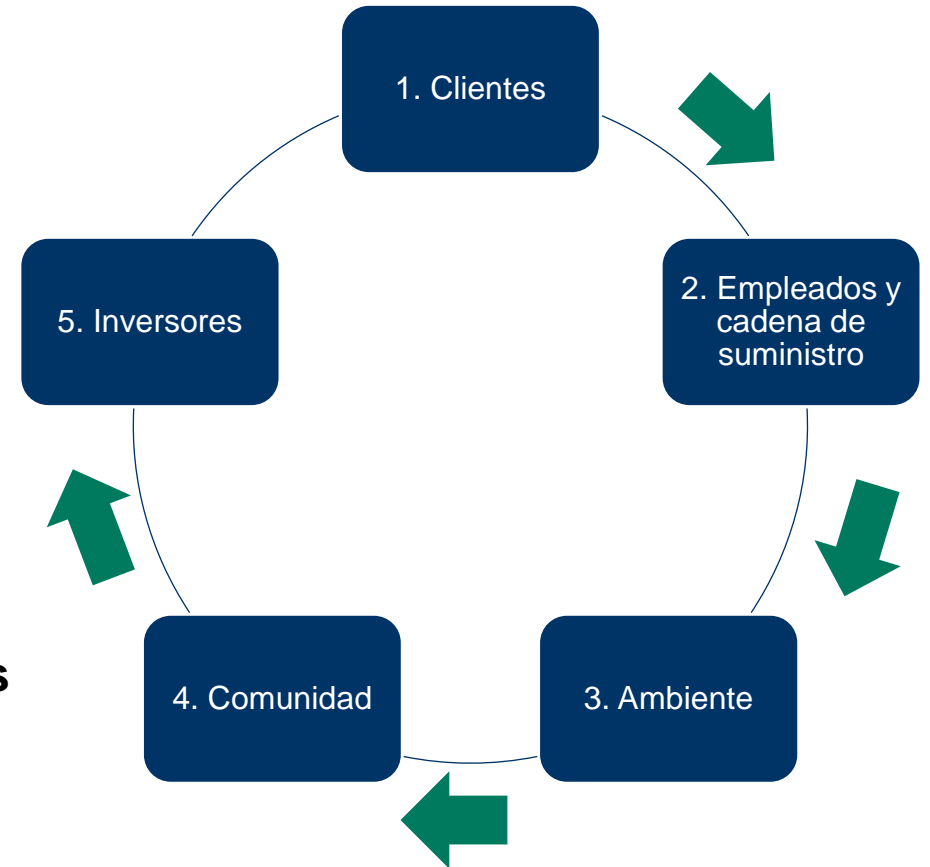 1. Clientes
2. Empleados y
cadena de
suministro
3. Ambiente
4. Comunidad
5. Inversores
s